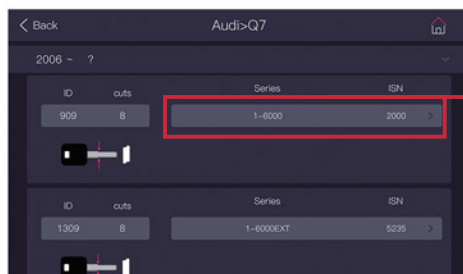 Back Audi>Q7
2006 ~ ?
ID cuts Series ISN
909 8 1-6000 2000
ID cuts Series ISN
1309 8 1-6000EXT 5235